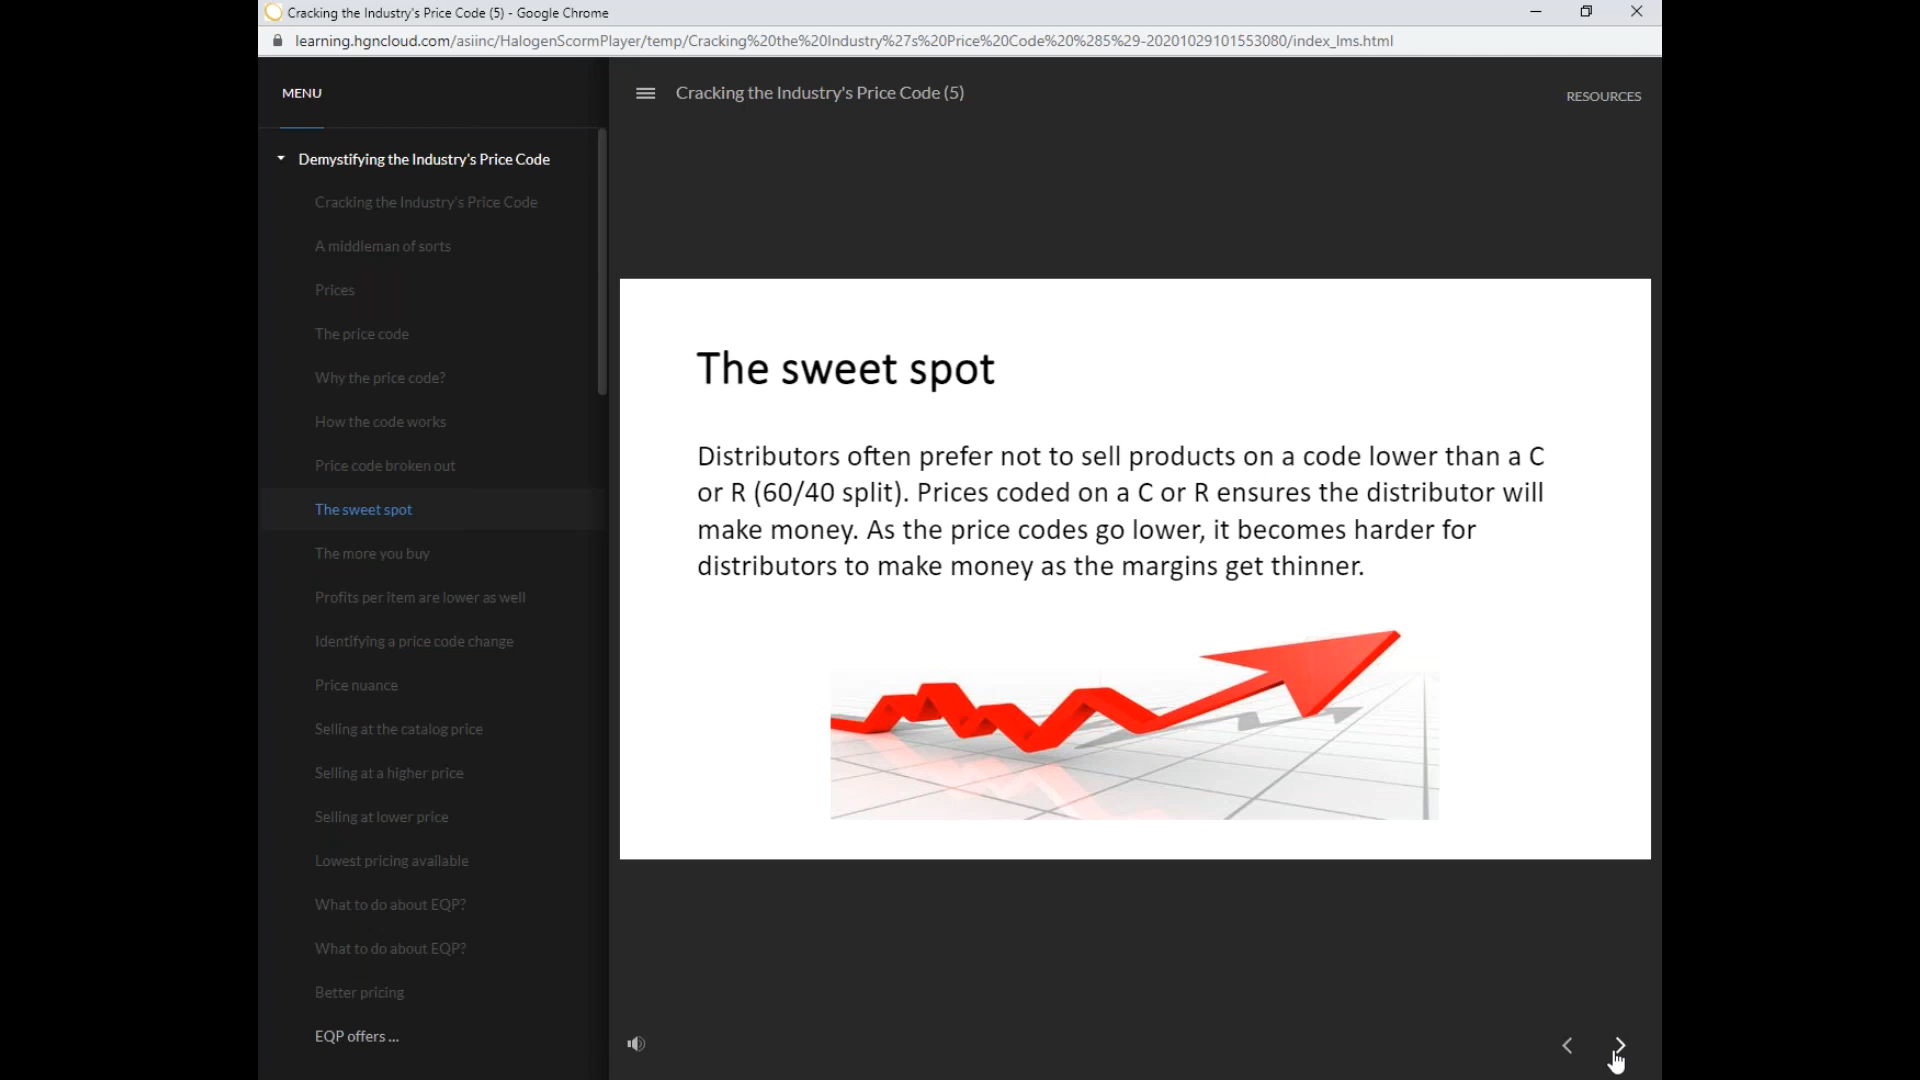 Cracking the Industry's Price Code (5) - Google Chrome
learning.hgncloud.com/asiinc/HalogenScormPlayer/temp/Cracking%20the%20Industry%27s%20Price%20Code%20%285%29-20201029101553080/index_lms.html
MENU
Cracking the Industry's Price Code (5)
RESOURCES
Demystifying the Industry's Price Code
Cracking the Industry's Price Code
A middleman of sorts
Prices
The price code
Why the price code?
How the code works
Price code broken out
The sweet spot
The more you buy
Profits per item are lower as well
Identifying a price code change
Price nuance
Selling at the catalog price
Selling at a higher price
Selling at lower price
Lowest pricing available
What to do about EQP?
What to do about EQP?
Better pricing
EQP offers ...
The sweet spot
Distributors often prefer not to sell products on a code lower than a C
or R (60/40 split). Prices coded on a C or R ensures the distributor will
make money. As the price codes go lower, it becomes harder for
distributors to make money as the margins get thinner.